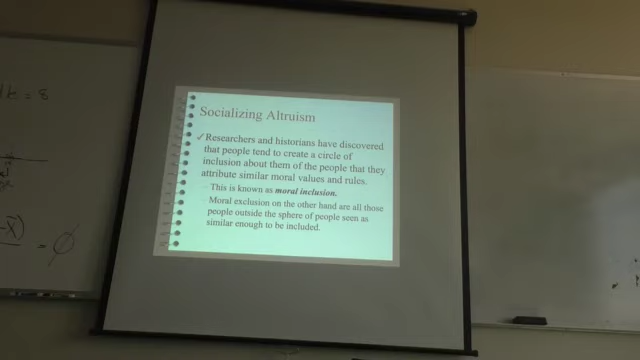 Socializing Altruism
✓Researchers and historians have discovered
that people tend to create a circle of
inclusion about them of the people that they
attribute similar moral values and rules.
This is known as moral inclusion.
Moral exclusion on the other hand are all those
people outside the sphere of people seen as
similar enough to be included.
= 8
= ∅